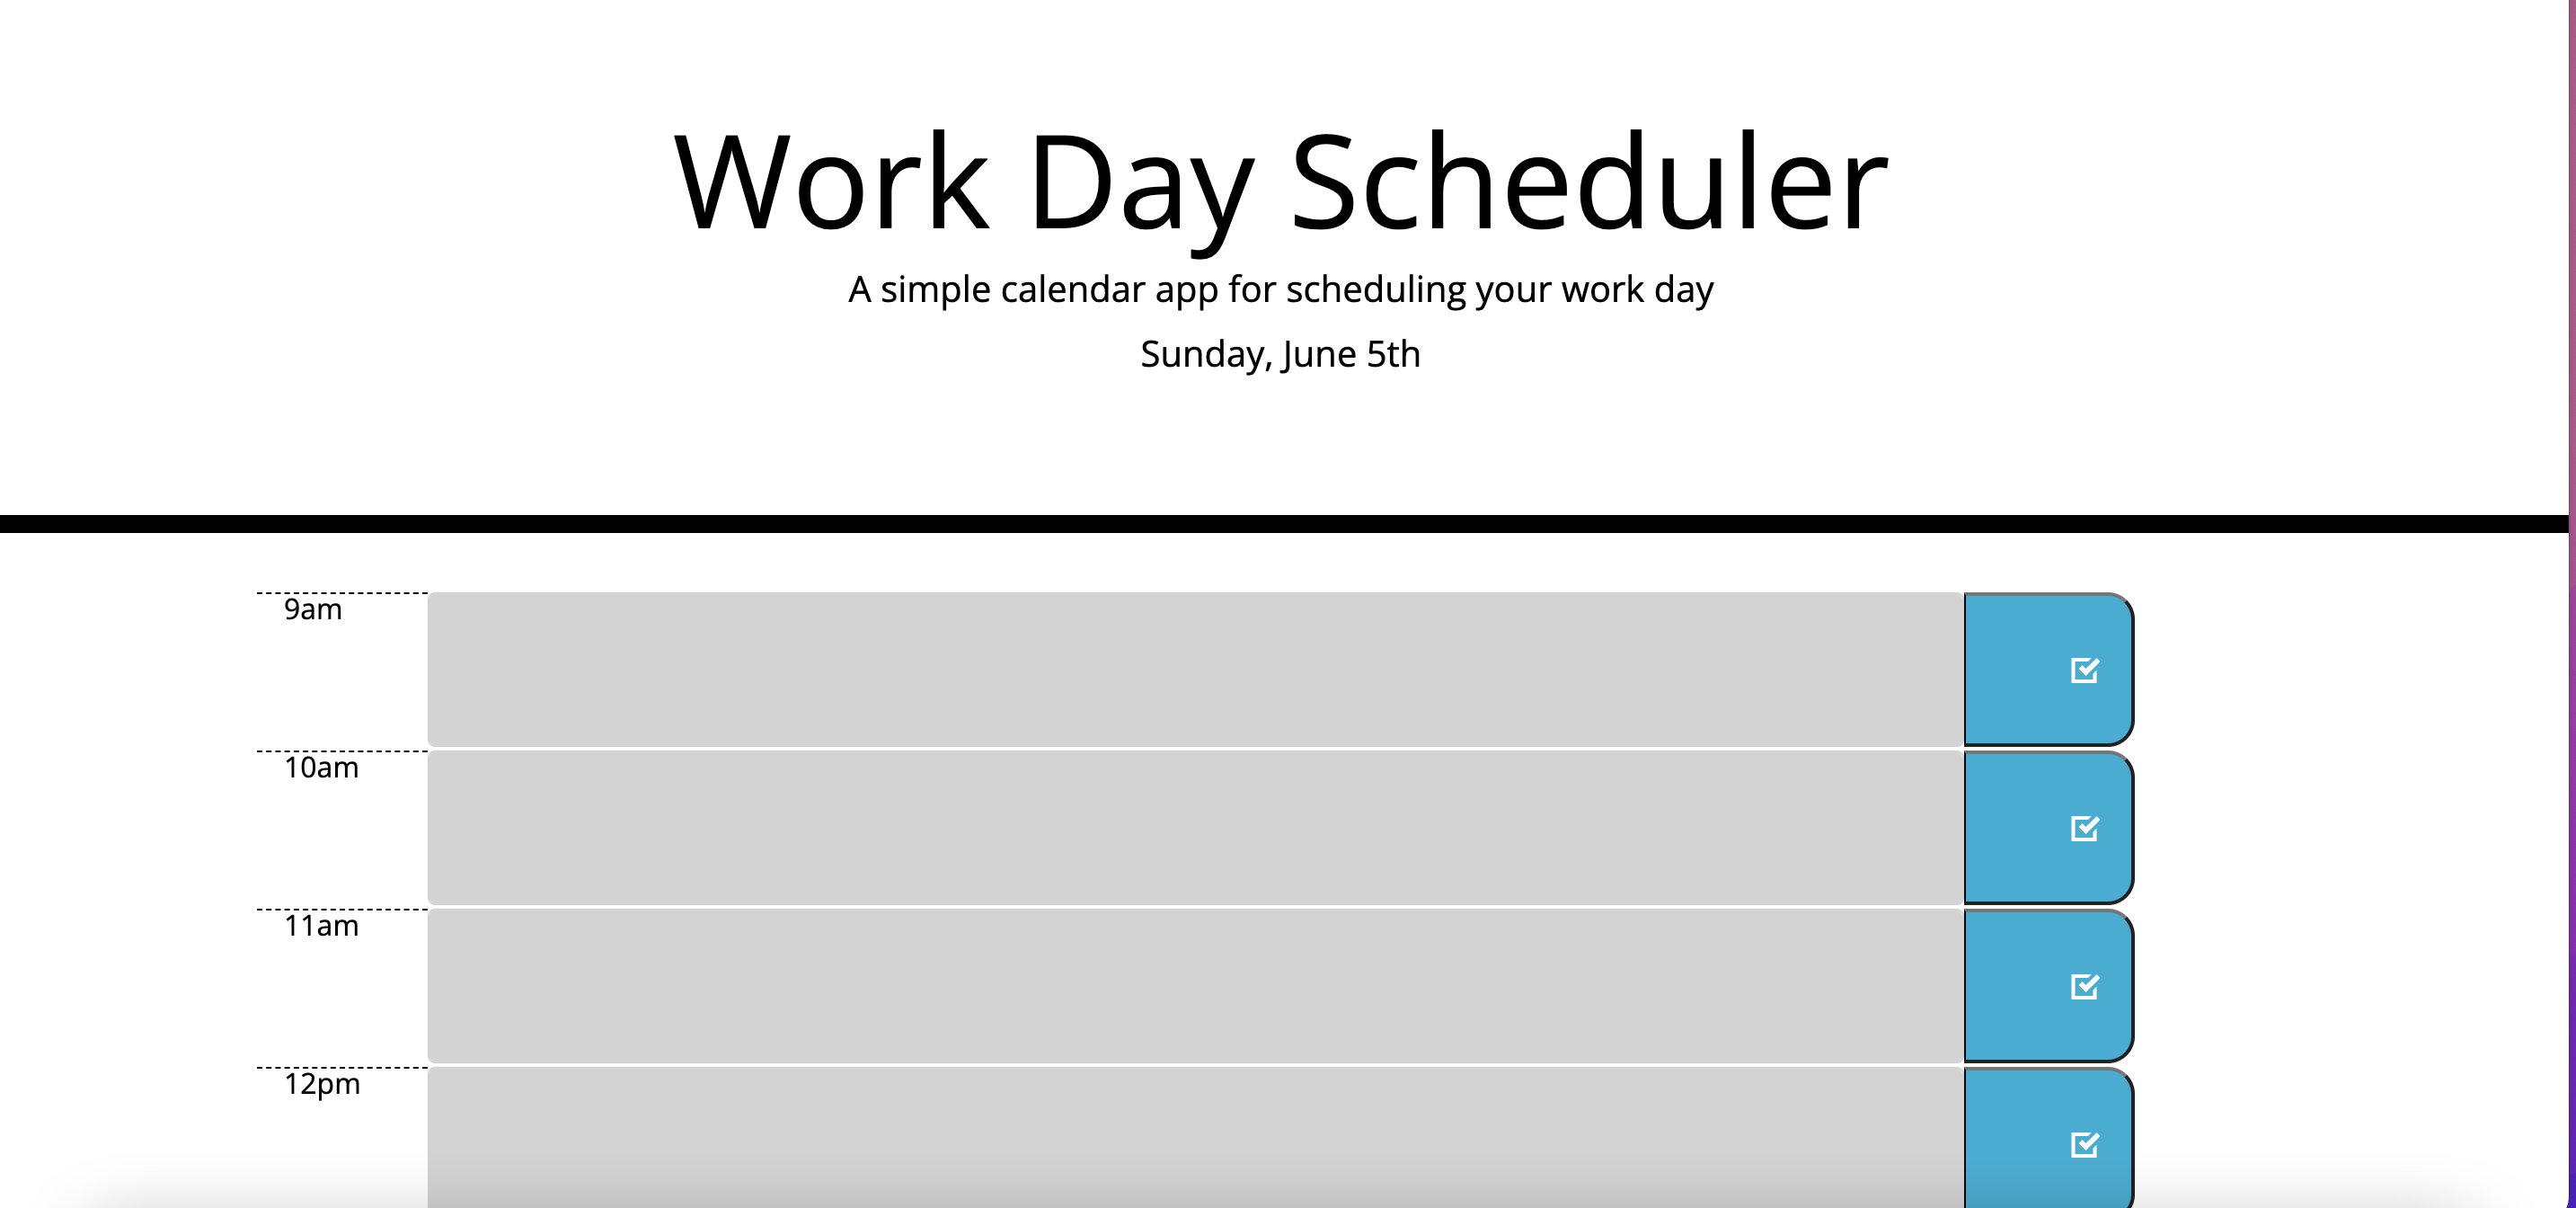 Work Day Scheduler
A simple calendar app for scheduling your work day
Sunday, June 5th
9am
10am
11am
12pm